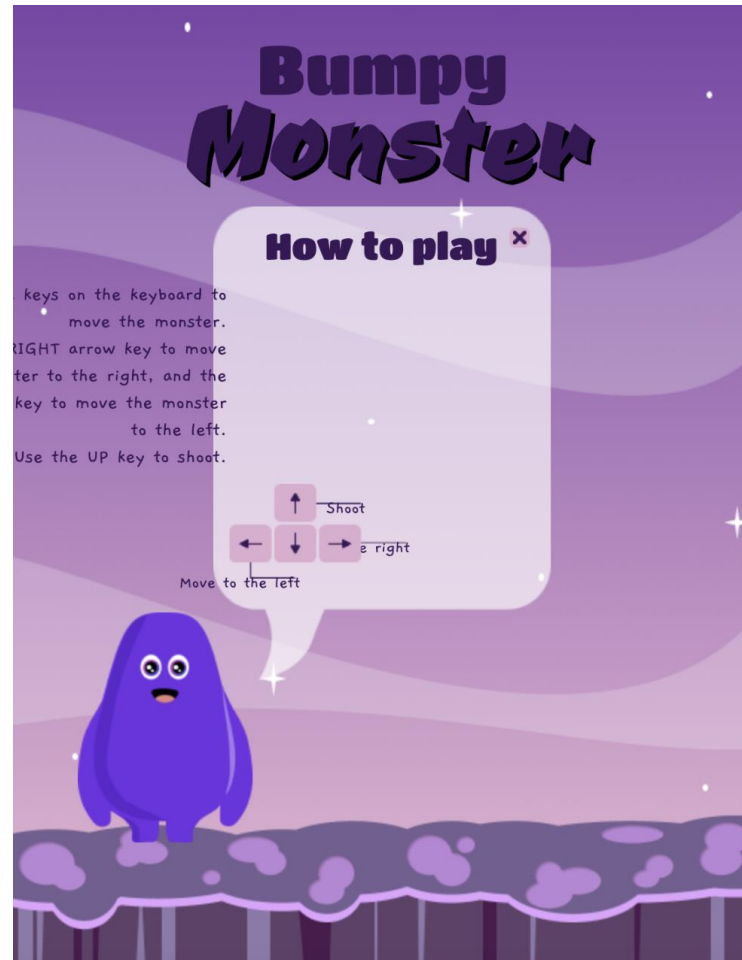 Bumpy
Monster
How to play
keys on the keyboard to
move the monster.
RIGHT arrow key to move
ter to the right, and the
key to move the monster
to the left.
Use the UP key to shoot.
Shoot
e right
Move to the left